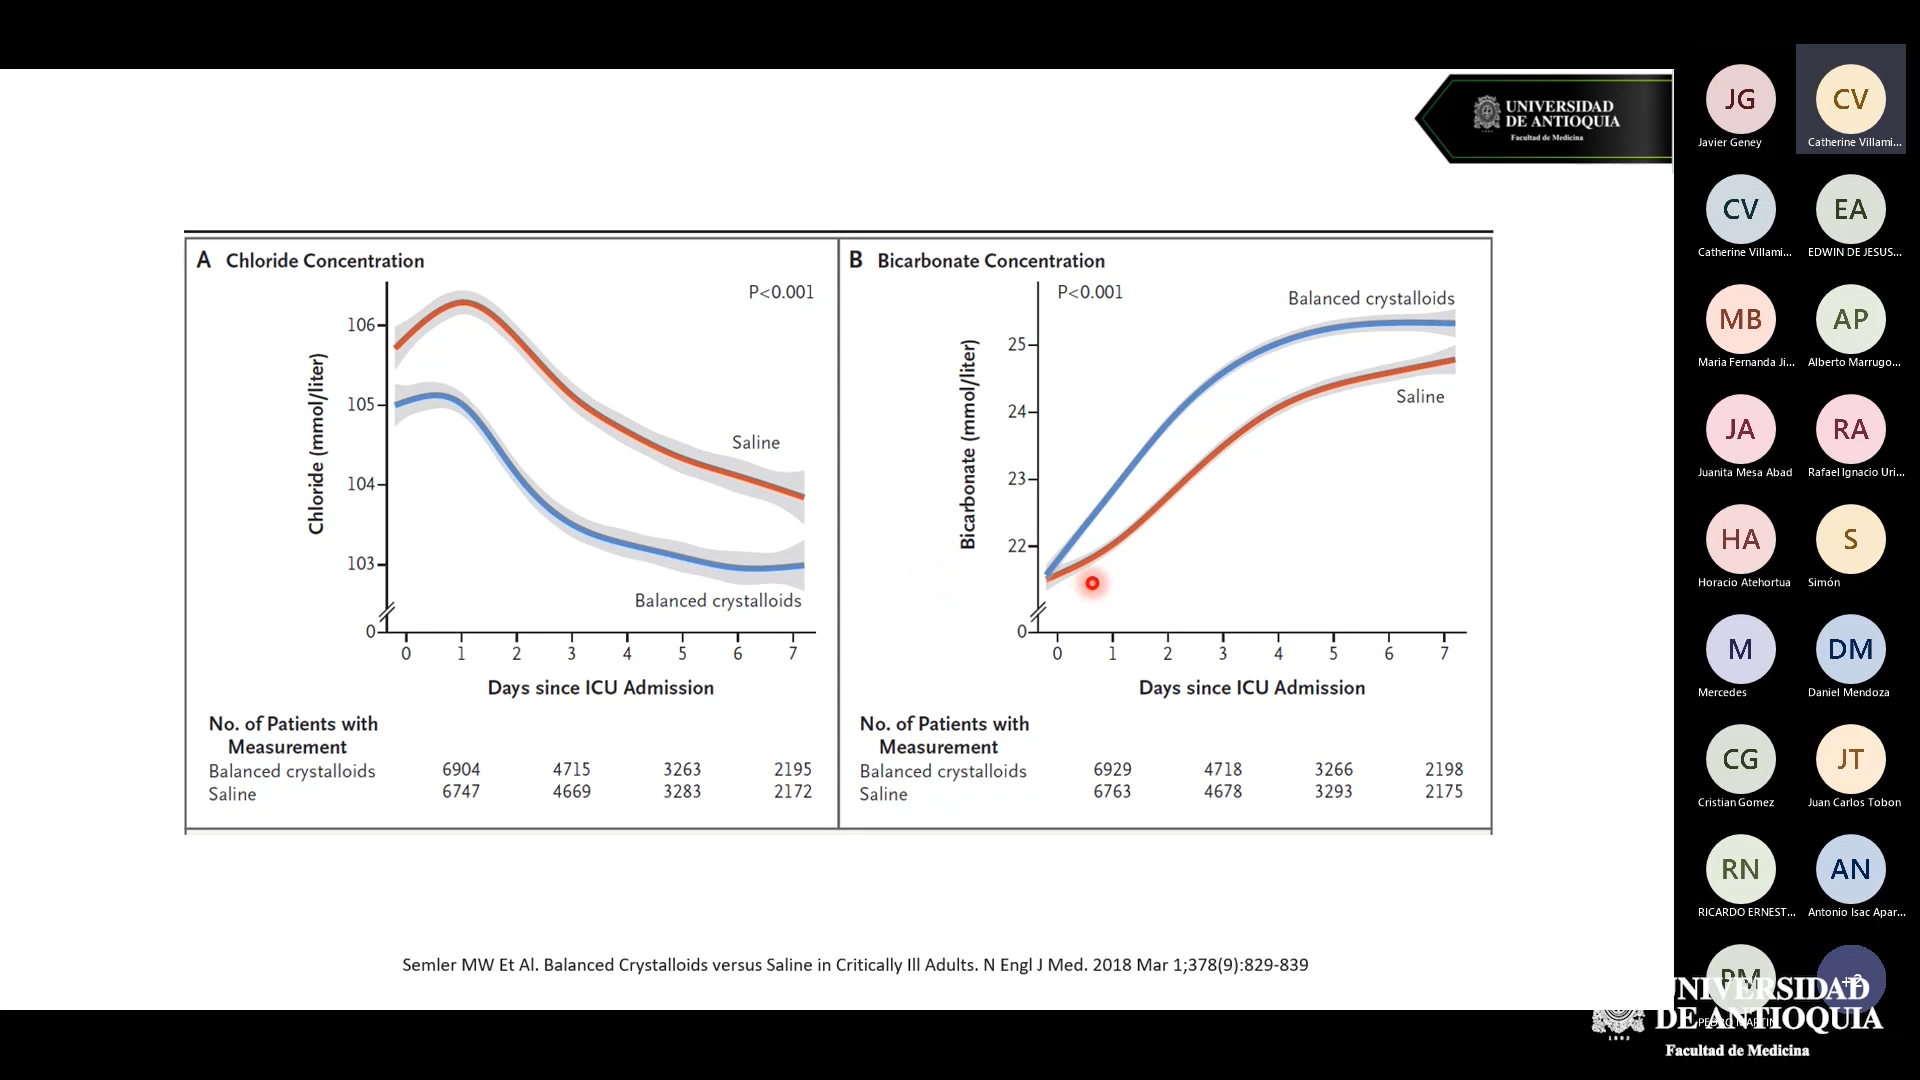 UNIVERSIDAD
DE ANTIOQUIA
1803
Facultad de Medicina
A Chloride Concentration
P<0.001
Chloride (mmol/liter)
106
105
104
103
0
Saline
Balanced crystalloids
0 1 2 3 4 5 6 7
Days since ICU Admission
No. of Patients with
Measurement
Balanced crystalloids 6904 4715 3263 2195
Saline 6747 4669 3283 2172
B Bicarbonate Concentration
P<0.001
Bicarbonate (mmol/liter)
25
24
23
22
0
Balanced crystalloids
Saline
0 1 2 3 4 5 6 7
Days since ICU Admission
No. of Patients with
Measurement
Balanced crystalloids 6929 4718 3266 2198
Saline 6763 4678 3293 2175
Semler MW Et Al. Balanced Crystalloids versus Saline in Critically Ill Adults. N Engl J Med. 2018 Mar 1;378(9):829-839
JG CV
Javier Geney Catherine Villami...
CV EA
Catherine Villami... EDWIN DE JESUS...
MB AP
Maria Fernanda Ji... Alberto Marrugo...
JA RA
Juanita Mesa Abad Rafael Ignacio Uri...
HA S
Horacio Atehortua Simón
M DM
Mercedes Daniel Mendoza
CG JT
Cristian Gomez Juan Carlos Tobon
RN AN
RICARDO ERNEST... Antonio Isac Apar...
PM +2
UNIVERSIDAD
DE ANTIOQUIA
1803
Facultad de Medicina